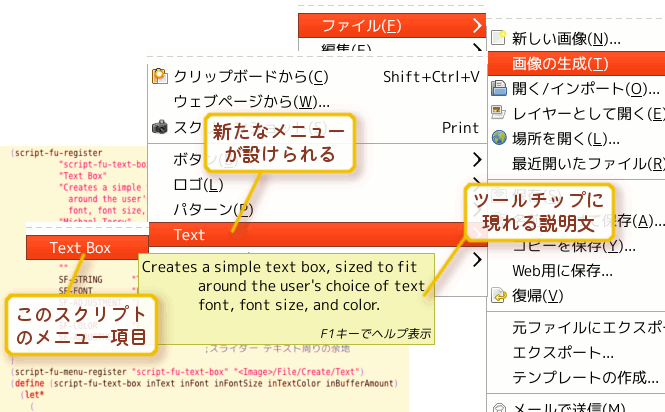 ファイル(F)
編集(E)
新しい画像(N)...
画像の生成(T)
開く/インポート(O)...
レイヤーとして開く(E)
場所を開く(L)...
最近開いたファイル(R)
保存(A)...
コピーを保存(Y)...
Web用に保存...
復帰(V)
元ファイルにエクスポ
エクスポート...
テンプレートの作成...
メールで送信(M)
クリップボードから(C) Shift+Ctrl+V
ウェブページから(W)...
スク Print
ボタン
ロゴ(L)
パターン(P)
Text
新たなメニュー
が設けられる
ツールチップに
現れる説明文
Text Box
このスクリプト
のメニュー項目
Creates a simple text box, sized to fit
around the user's choice of text,
font, font size, and color.
F1キーでヘルプ表示
(script-fu-register
"script-fu-text-bo
"Text Box"
"Creates a simple
around the user'
font, font size,
"Michael Terry"
""
SF-STRING
SF-FONT
SF-ADJUSTMENT
SF-COLOR
;スライダー テキスト周りの余地
)
(script-fu-menu-register "script-fu-text-box" "<Image>/File/Create/Text")
(define (script-fu-text-box inText inFont inFontSize inTextColor inBufferAmount)
(let*
(